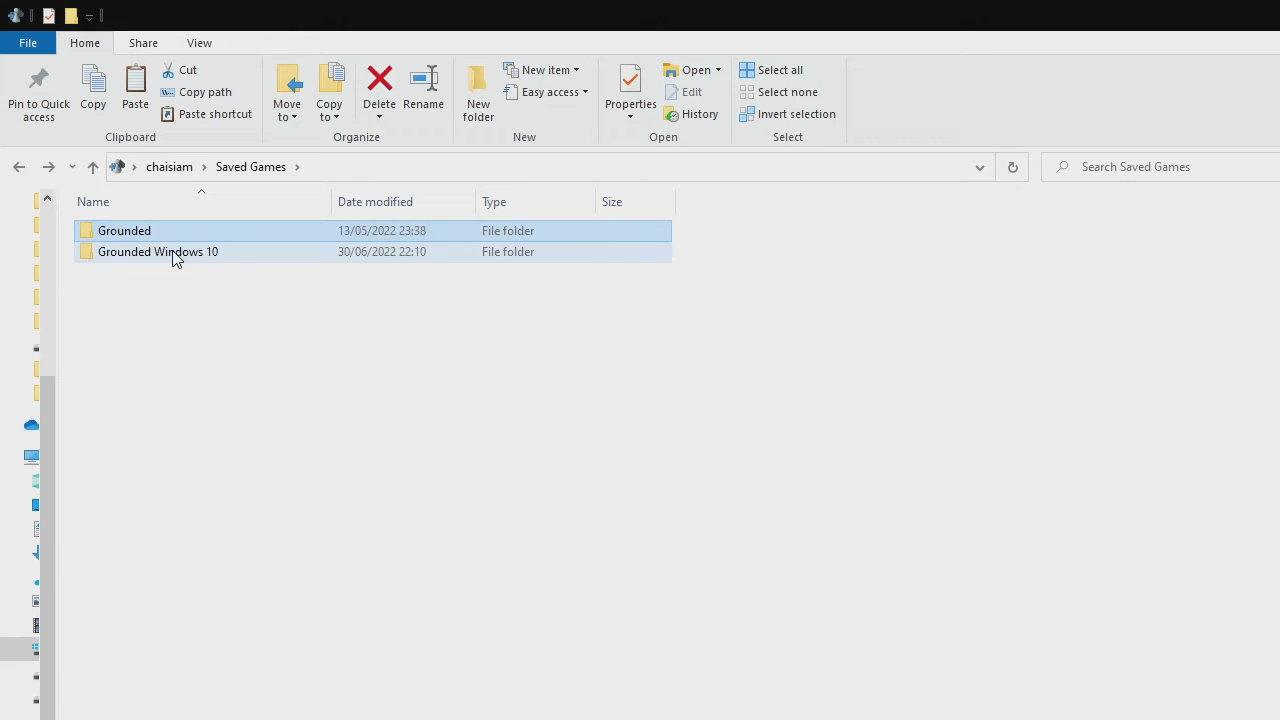 File Home Share View
Pin to Quick access
Copy
Paste
Cut
Copy path
Paste shortcut
Clipboard
Move to
Copy to
Delete
Rename
Organize
New folder
New item
Easy access
New
Properties
Open
Edit
History
Open
Select all
Select none
Invert selection
Select
chaisiam Saved Games
Search Saved Games
Name Date modified Type Size
Grounded 13/05/2022 23:38 File folder
Grounded Windows 10 30/06/2022 22:10 File folder